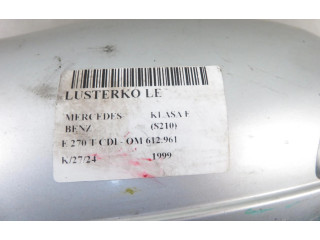 LUSTERKO LE
MERCEDES KLASA E
BENZ (S210)
E 270 T CDI - OM 612.961
K/27/24 1999